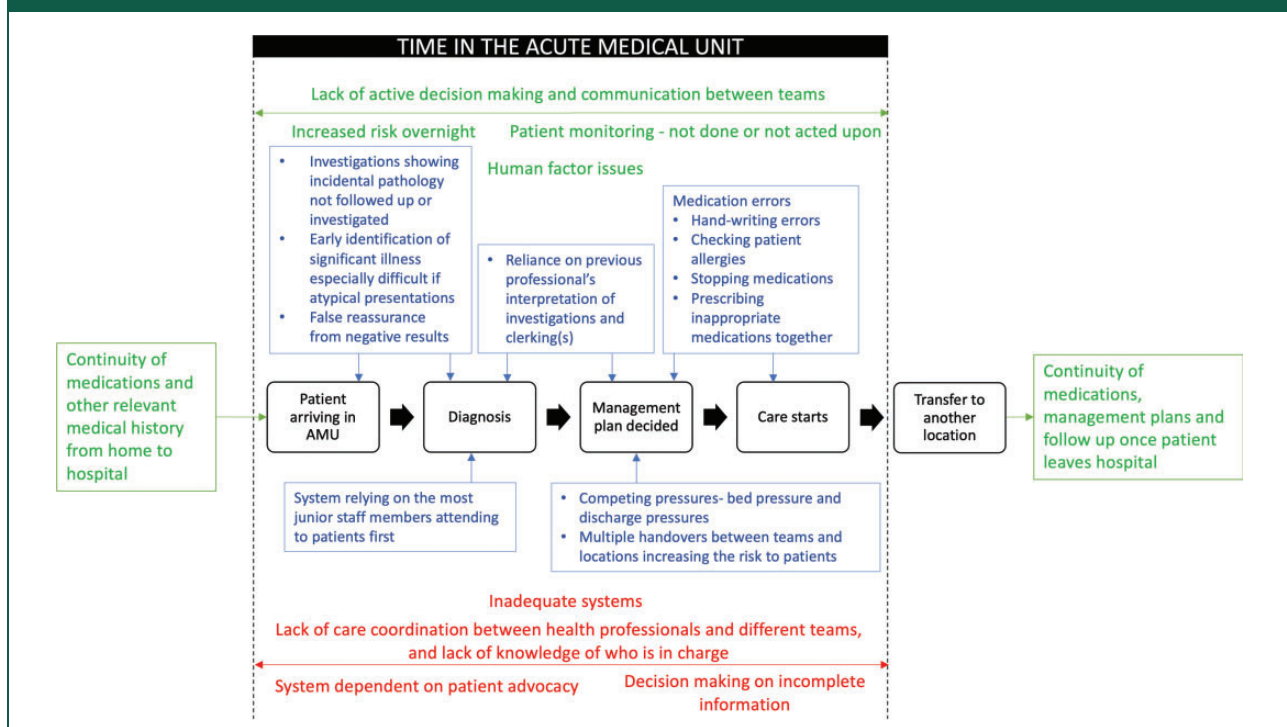 TIME IN THE ACUTE MEDICAL UNIT
Lack of active decision making and communication between teams
Increased risk overnight
Patient monitoring - not done or not acted upon
Human factor issues
• Investigations showing
incidental pathology
not followed up or
investigated
• Early identification of
significant illness
especially difficult if
atypical presentations
• False reassurance
from negative results
• Reliance on previous
professional's
interpretation of
investigations and
clerking(s)
Medication errors
• Hand-writing errors
• Checking patient
allergies
• Stopping medications
• Prescribing
inappropriate
medications together
Continuity of
medications and
other relevant
medical history
from home to
hospital
Patient
arriving in
AMU
Diagnosis
Management
plan decided
Care starts
Transfer to
another
location
Continuity of
medications,
management plans and
follow up once patient
leaves hospital
System relying on the most
junior staff members attending
to patients first
• Competing pressures- bed pressure and
discharge pressures
• Multiple handovers between teams and
locations increasing the risk to patients
Inadequate systems
Lack of care coordination between health professionals and different teams,
and lack of knowledge of who is in charge
System dependent on patient advocacy
Decision making on incomplete
information